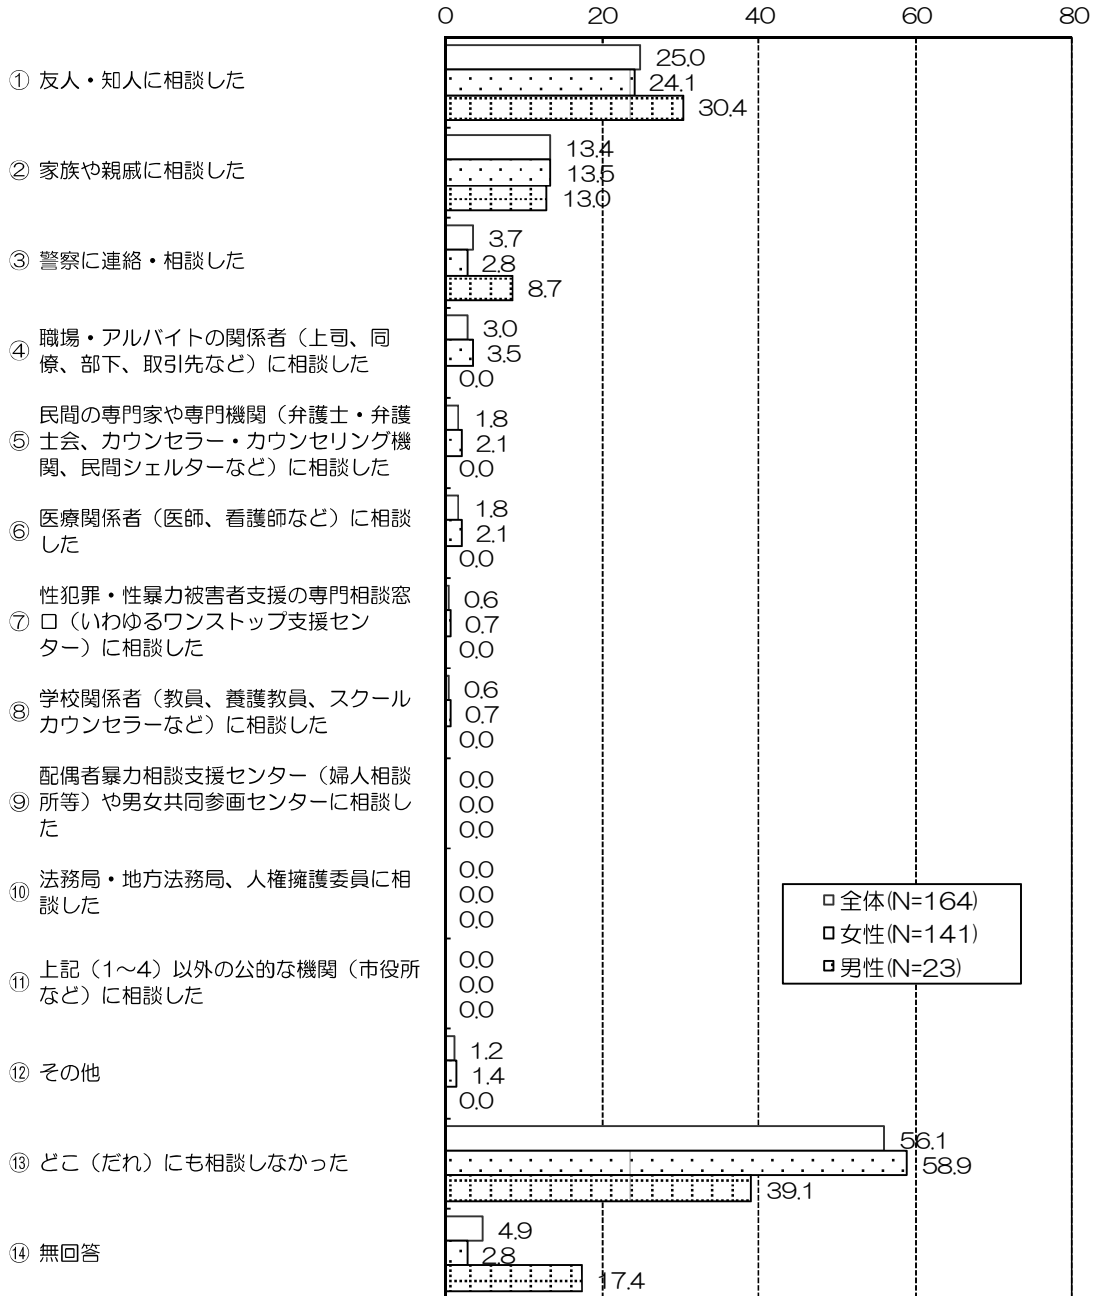 0 20 40 60 80
① 友人・知人に相談した
25.0
24.1
30.4
② 家族や親戚に相談した
13.4
13.5
13.0
③ 警察に連絡・相談した
3.7
2.8
8.7
④ 職場・アルバイトの関係者（上司、同
僚、部下、取引先など）に相談した
3.0
3.5
0.0
⑤ 民間の専門家や専門機関（弁護士・弁護
士会、カウンセラー・カウンセリング機
関、民間シェルターなど）に相談した
1.8
2.1
0.0
⑥ 医療関係者（医師、看護師など）に相談
した
1.8
2.1
0.0
⑦ 性犯罪・性暴力被害者支援の専門相談窓
口（いわゆるワンストップ支援セン
ター）に相談した
0.6
0.7
0.0
⑧ 学校関係者（教員、養護教員、スクール
カウンセラーなど）に相談した
0.6
0.7
0.0
⑨ 配偶者暴力相談支援センター（婦人相談
所等）や男女共同参画センターに相談し
た
0.0
0.0
0.0
⑩ 法務局・地方法務局、人権擁護委員に相
談した
0.0
0.0
0.0
⑪ 上記（1～4）以外の公的な機関（市役所
など）に相談した
0.0
0.0
0.0
⑫ その他
1.2
1.4
0.0
⑬ どこ（だれ）にも相談しなかった
56.1
58.9
39.1
⑭ 無回答
4.9
2.8
17.4
全体(N=164)
女性(N=141)
男性(N=23)